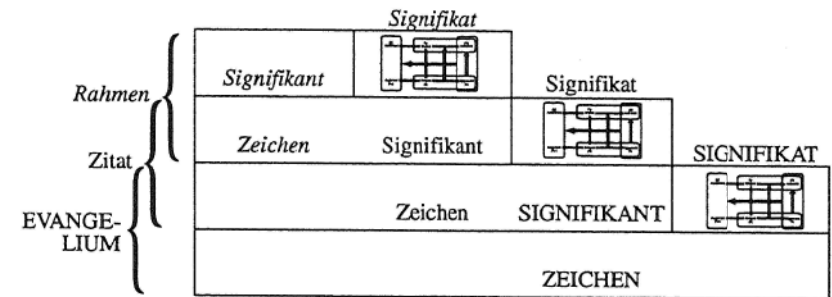 Signifikat
Signifikant
Rahmen
Signifikat
Zeichen Signifikant
Zitat
SIGNIFIKAT
Zeichen SIGNIFIKANT
EVANGE-
LIUM
ZEICHEN